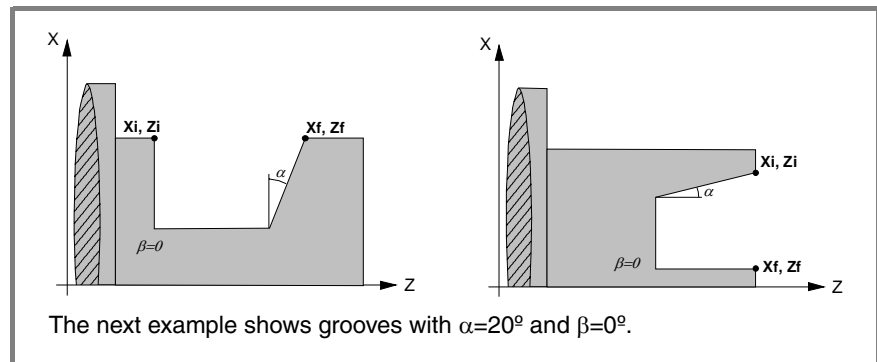 X
Xi, Zi
Xf, Zf
α
β=0
Z
X
Xi, Zi
α
β=0
Xf, Zf
Z
The next example shows grooves with α=20º and β=0º.